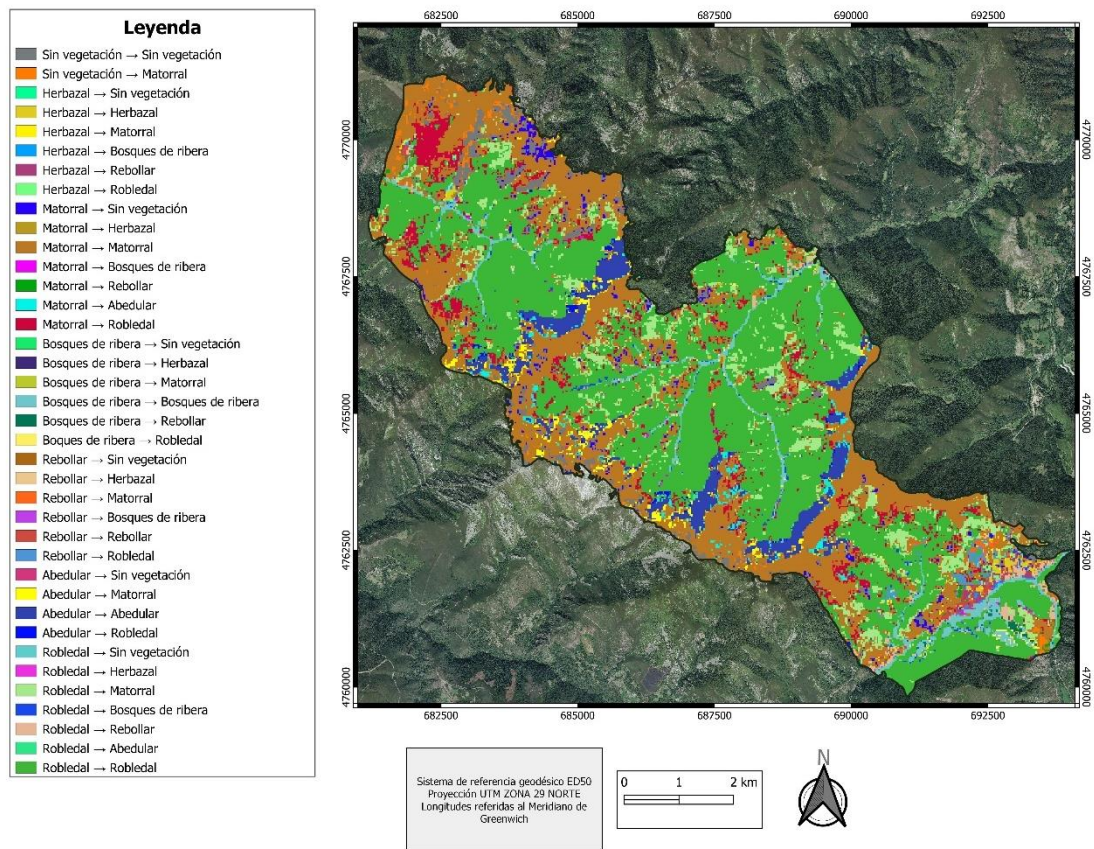 Leyenda
Sin vegetación → Sin vegetación
Sin vegetación → Matorral
Herbazal → Sin vegetación
Herbazal → Herbazal
Herbazal → Matorral
Herbazal → Bosques de ribera
Herbazal → Rebollar
Herbazal → Robledal
Matorral → Sin vegetación
Matorral → Herbazal
Matorral → Matorral
Matorral → Bosques de ribera
Matorral → Rebollar
Matorral → Abedular
Matorral → Robledal
Bosques de ribera → Sin vegetación
Bosques de ribera → Herbazal
Bosques de ribera → Matorral
Bosques de ribera → Bosques de ribera
Bosques de ribera → Rebollar
Boques de ribera → Robledal
Rebollar → Sin vegetación
Rebollar → Herbazal
Rebollar → Matorral
Rebollar → Bosques de ribera
Rebollar → Rebollar
Rebollar → Robledal
Abedular → Sin vegetación
Abedular → Matorral
Abedular → Abedular
Abedular → Robledal
Robledal → Sin vegetación
Robledal → Herbazal
Robledal → Matorral
Robledal → Bosques de ribera
Robledal → Rebollar
Robledal → Abedular
Robledal → Robledal
682500 685000 687500 690000 692500
4770000 4770000
4767500 4767500
4765000 4765000
4762500 4762500
4760000 4760000
682500 685000 687500 690000 692500
Sistema de referencia geodésico ED50
Proyección UTM ZONA 29 NORTE
Longitudes referidas al Meridiano de
Greenwich
0 1 2 km
N